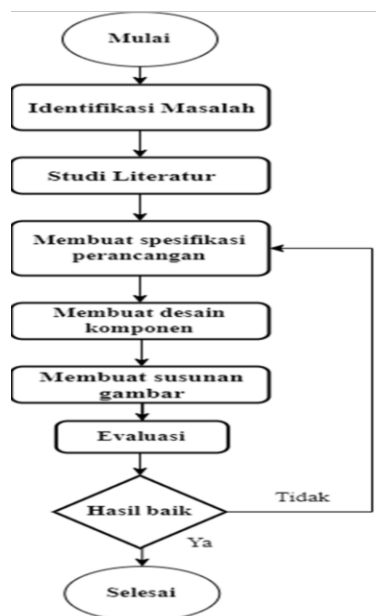 Mulai
Identifikasi Masalah
Studi Literatur
Membuat spesifikasi
perancangan
Membuat desain
komponen
Membuat susunan
gambar
Evaluasi
Hasil baik
Tidak
Ya
Selesai